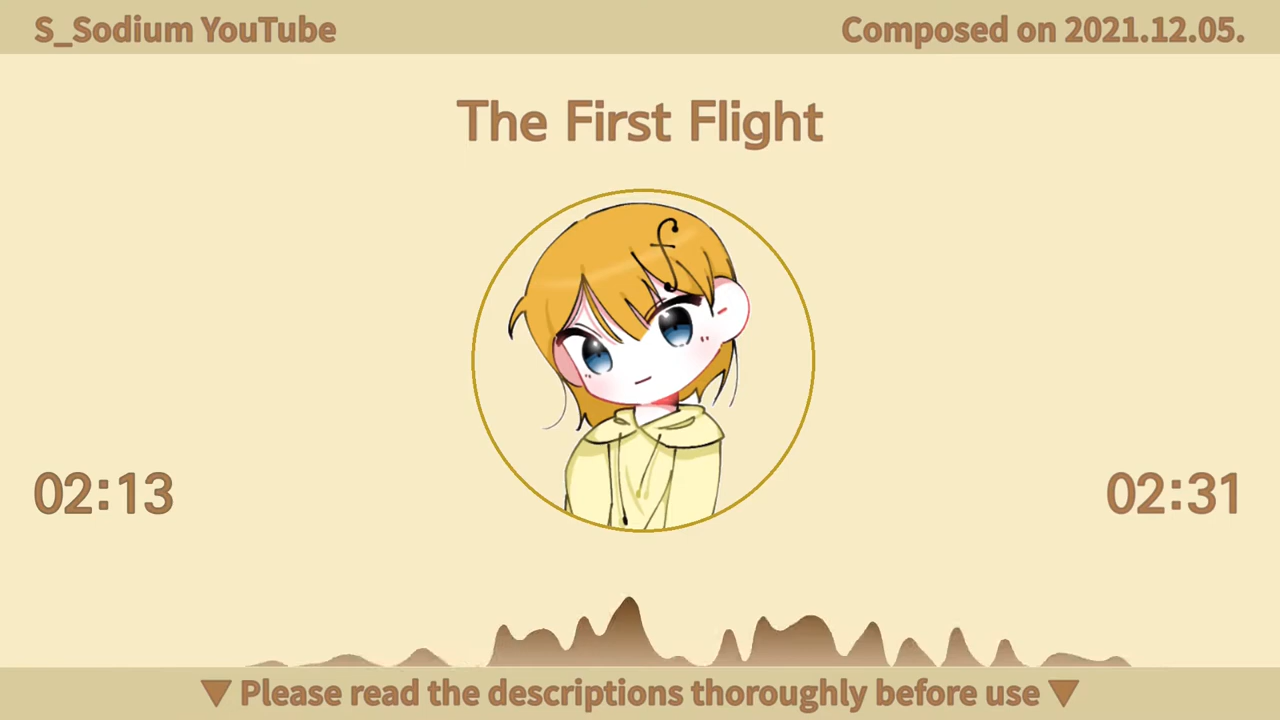 S_Sodium YouTube
Composed on 2021.12.05.
The First Flight
02:13
02:31
▼ Please read the descriptions thoroughly before use ▼